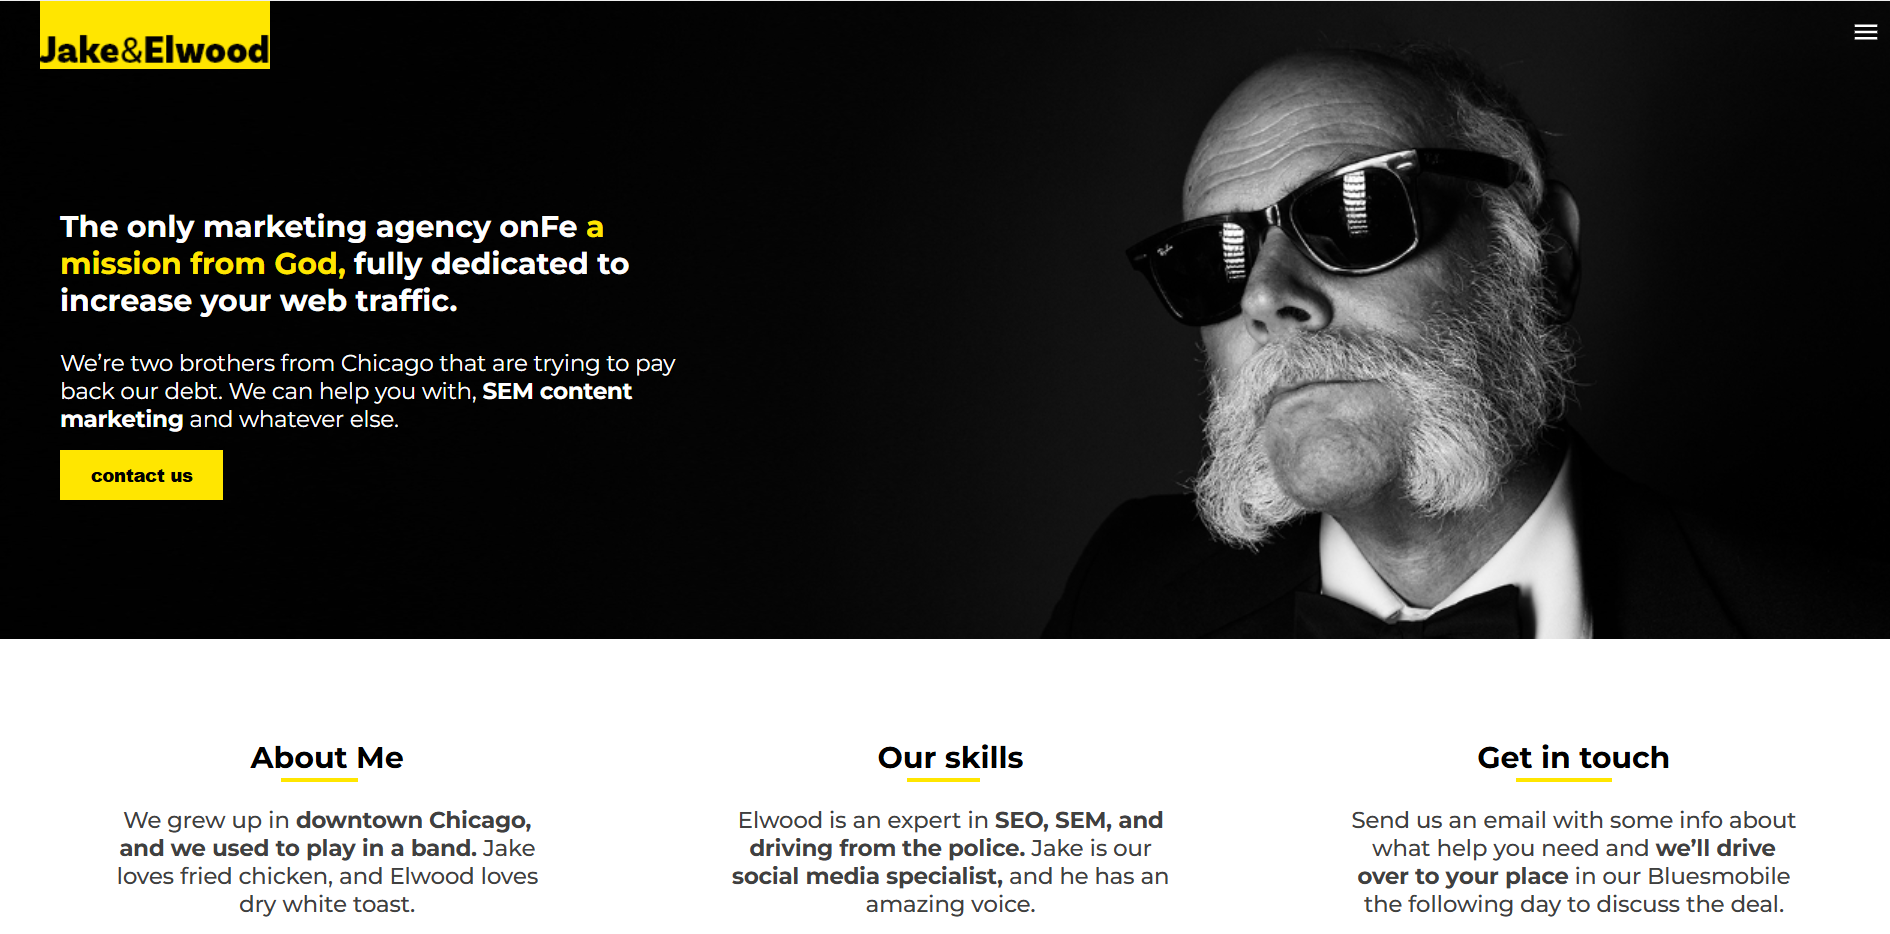 Jake&Elwood
The only marketing agency onFe a
mission from God, fully dedicated to
increase your web traffic.
We’re two brothers from Chicago that are trying to pay
back our debt. We can help you with, SEM content
marketing and whatever else.
contact us
About Me
We grew up in downtown Chicago,
and we used to play in a band. Jake
loves fried chicken, and Elwood loves
dry white toast.
Our skills
Elwood is an expert in SEO, SEM, and
driving from the police. Jake is our
social media specialist, and he has an
amazing voice.
Get in touch
Send us an email with some info about
what help you need and we’ll drive
over to your place in our Bluesmobile
the following day to discuss the deal.